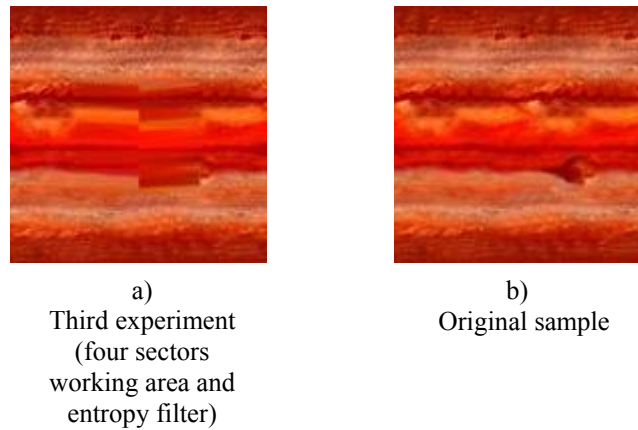 a)
Third experiment
(four sectors
working area and
entropy filter)
b)
Original sample